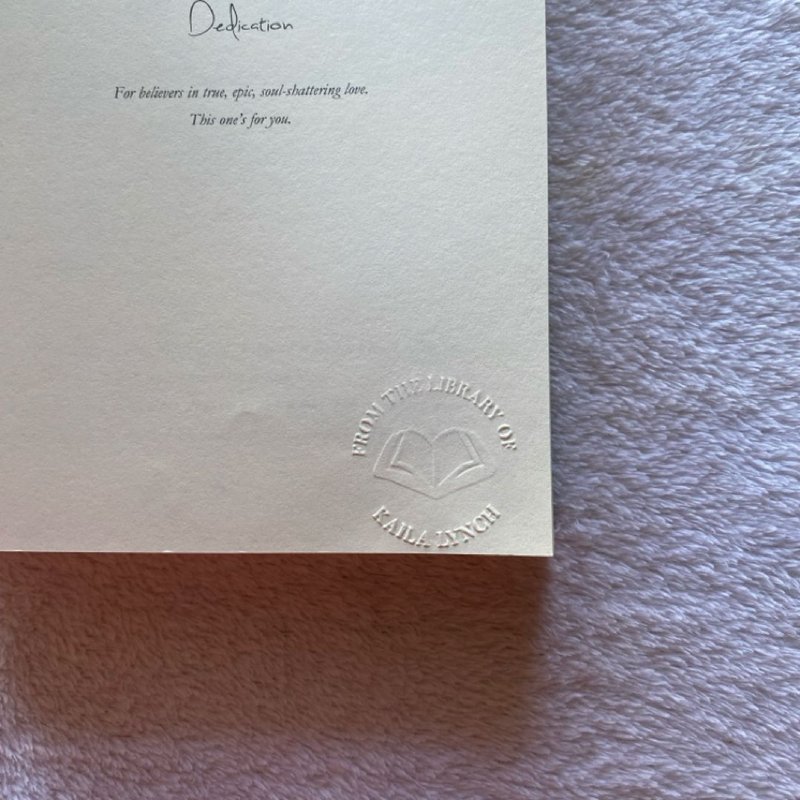 Dedication
For believers in true, epic, soul-shattering love.
This one's for you.
FROM THE LIBRARY OF
KAILA LYNCH